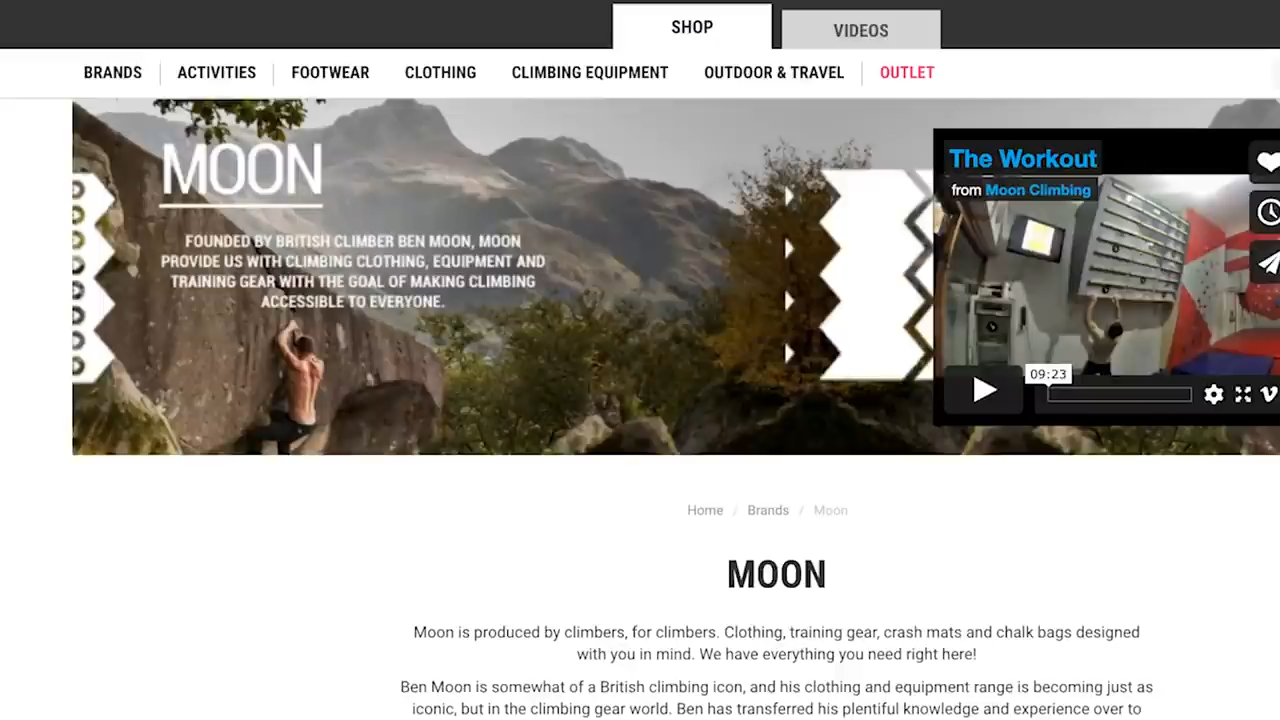 SHOP
VIDEOS
BRANDS
ACTIVITIES
FOOTWEAR
CLOTHING
CLIMBING EQUIPMENT
OUTDOOR & TRAVEL
OUTLET
MOON
FOUNDED BY BRITISH CLIMBER BEN MOON, MOON
PROVIDE US WITH CLIMBING CLOTHING, EQUIPMENT AND
TRAINING GEAR WITH THE GOAL OF MAKING CLIMBING
ACCESSIBLE TO EVERYONE.
The Workout
from Moon Climbing
09:23
Home / Brands / Moon
MOON
Moon is produced by climbers, for climbers. Clothing, training gear, crash mats and chalk bags designed
with you in mind. We have everything you need right here!
Ben Moon is somewhat of a British climbing icon, and his clothing and equipment range is becoming just as
iconic, but in the climbing gear world. Ben has transferred his plentiful knowledge and experience over to